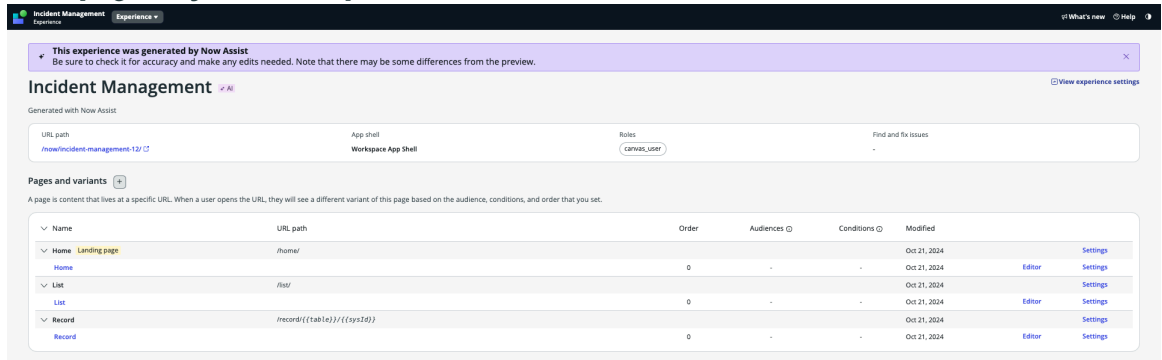 Incident Management
Experience
Experience
What's new
Help
This experience was generated by Now Assist
Be sure to check it for accuracy and make any edits needed. Note that there may be some differences from the preview.
Incident Management AI
View experience settings
Generated with Now Assist
URL path App shell Roles Find and fix issues
/now/incident-management-12/ Workspace App Shell canvas_user -
Pages and variants +
A page is content that lives at a specific URL. When a user opens the URL, they will see a different variant of this page based on the audience, conditions, and order that you set.
Name URL path Order Audiences Conditions Modified
Home Landing page /home/ Oct 21, 2024 Settings
Home 0 - - Oct 21, 2024 Editor Settings
List /list/ Oct 21, 2024 Settings
List 0 - - Oct 21, 2024 Editor Settings
Record /record/{{table}}/{{sysId}} Oct 21, 2024 Settings
Record 0 - - Oct 21, 2024 Editor Settings